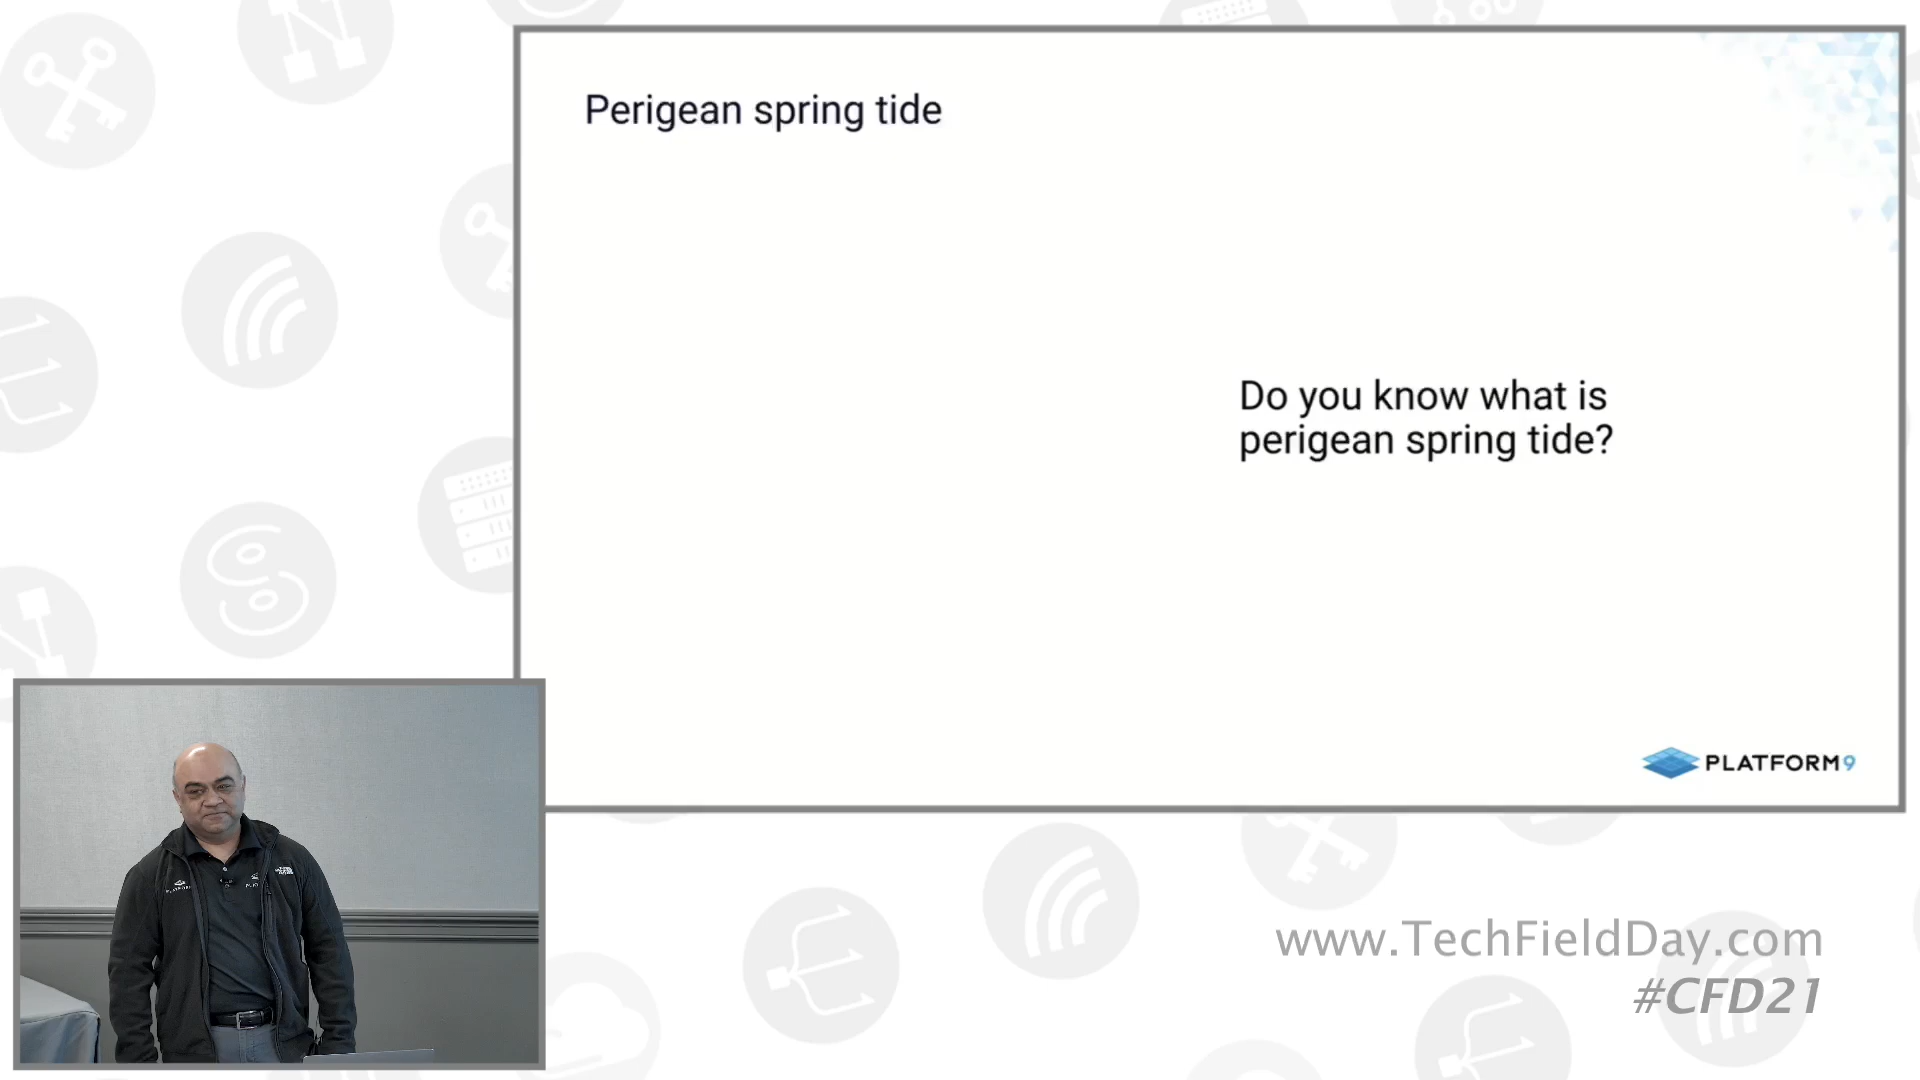 Perigean spring tide
Do you know what is
perigean spring tide?
PLATFORM9
www.TechFieldDay.com
#CFD21